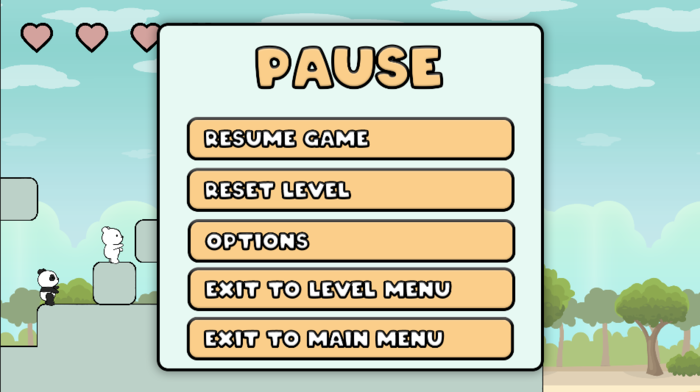 PAUSE
RESUME GAME
RESET LEVEL
OPTIONS
EXIT TO LEVEL MENU
EXIT TO MAIN MENU